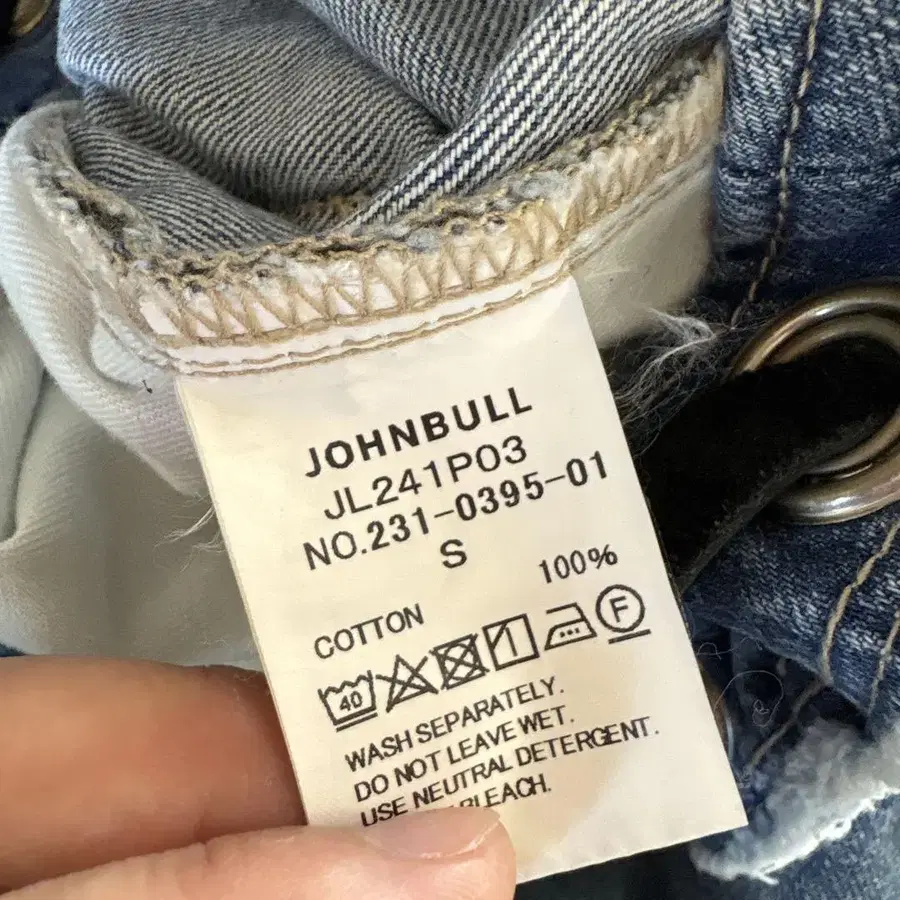 JOHNBULL
JL241P03
NO.231-0395-01
S
100%
COTTON
40 F
WASH SEPARATELY.
DO NOT LEAVE WET.
USE NEUTRAL DETERGENT.
BLEACH.